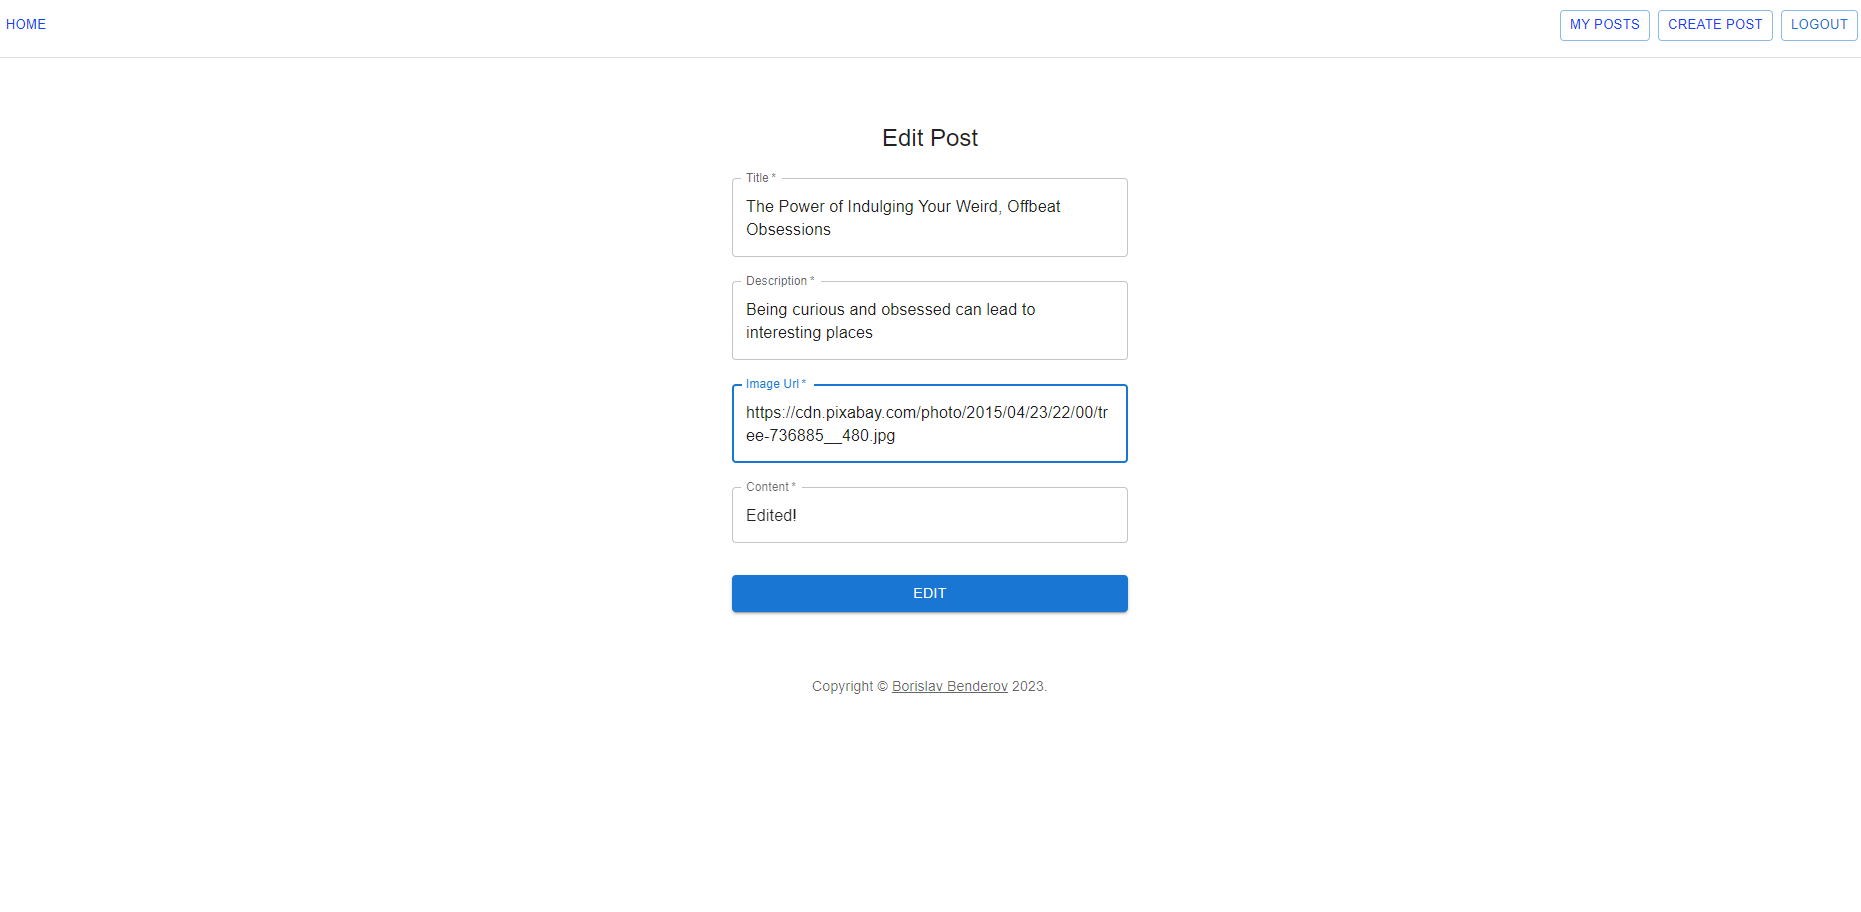 HOME
MY POSTS
CREATE POST
LOGOUT
Edit Post
Title *
The Power of Indulging Your Weird, Offbeat
Obsessions
Description *
Being curious and obsessed can lead to
interesting places
Image Url *
https://cdn.pixabay.com/photo/2015/04/23/22/00/tr
ee-736885__480.jpg
Content *
Edited!
EDIT
Copyright © Borislav Benderov 2023.